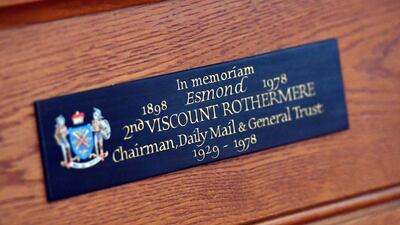 In memoriam
1898 Esmond 1978
2nd VISCOUNT ROTHERMERE
Chairman, Daily Mail & General Trust
1929 - 1978